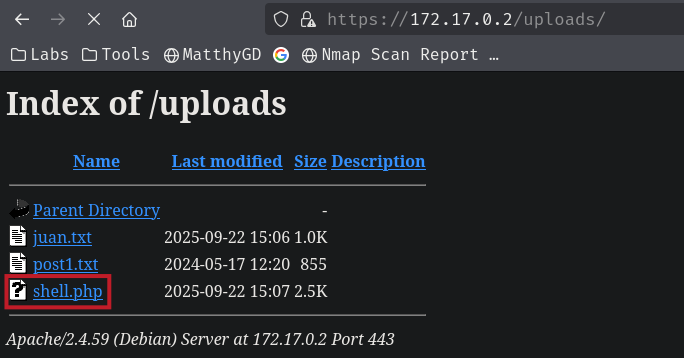 https://172.17.0.2/uploads/
Labs Tools MatthyGD Nmap Scan Report …
Index of /uploads
Name Last modified Size Description
Parent Directory -
juan.txt 2025-09-22 15:06 1.0K
post1.txt 2024-05-17 12:20 855
shell.php 2025-09-22 15:07 2.5K
Apache/2.4.59 (Debian) Server at 172.17.0.2 Port 443